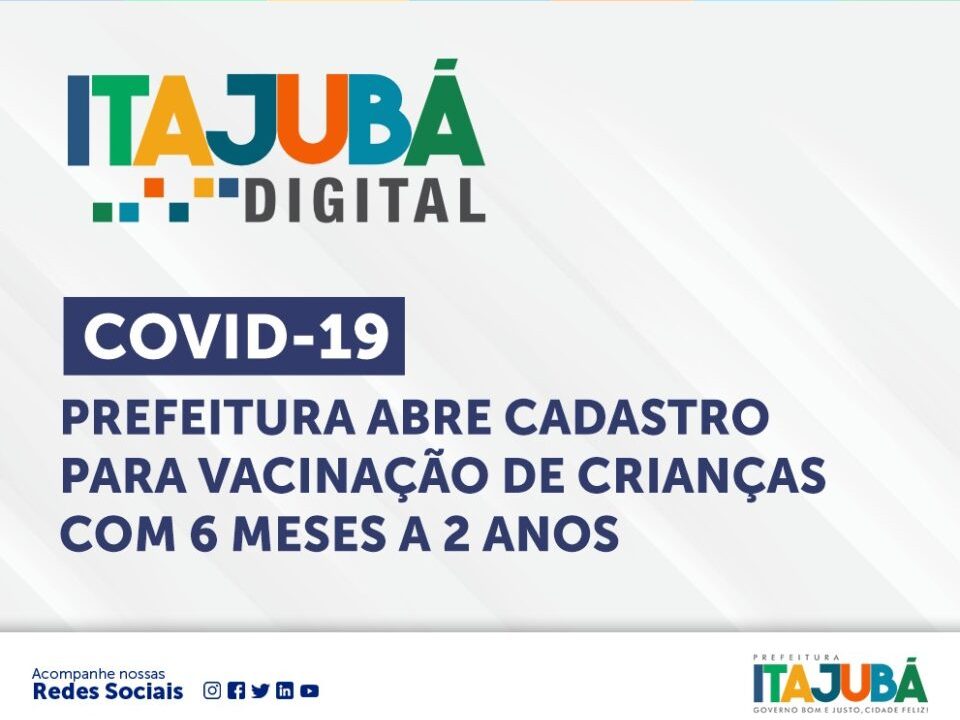 ITAJUBÁ
DIGITAL
COVID-19
PREFEITURA ABRE CADASTRO
PARA VACINAÇÃO DE CRIANÇAS
COM 6 MESES A 2 ANOS
Acompanhe nossas
Redes Sociais
PREFEITURA
ITAJUBÁ
GOVERNO BOM E JUSTO, CIDADE FELIZ!